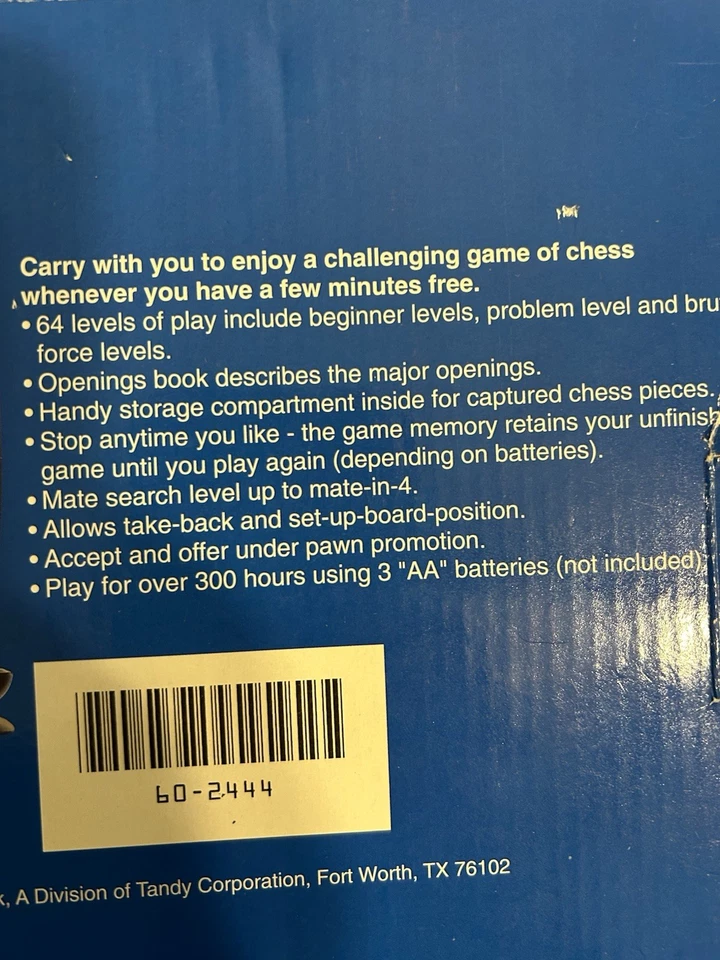 Carry with you to enjoy a challenging game of chess
whenever you have a few minutes free.
• 64 levels of play include beginner levels, problem level and bru
force levels.
• Openings book describes the major openings.
• Handy storage compartment inside for captured chess pieces.
• Stop anytime you like - the game memory retains your unfinish
game until you play again (depending on batteries).
• Mate search level up to mate-in-4.
• Allows take-back and set-up-board-position.
• Accept and offer under pawn promotion.
• Play for over 300 hours using 3 "AA" batteries (not included)
60-2444
k, A Division of Tandy Corporation, Fort Worth, TX 76102